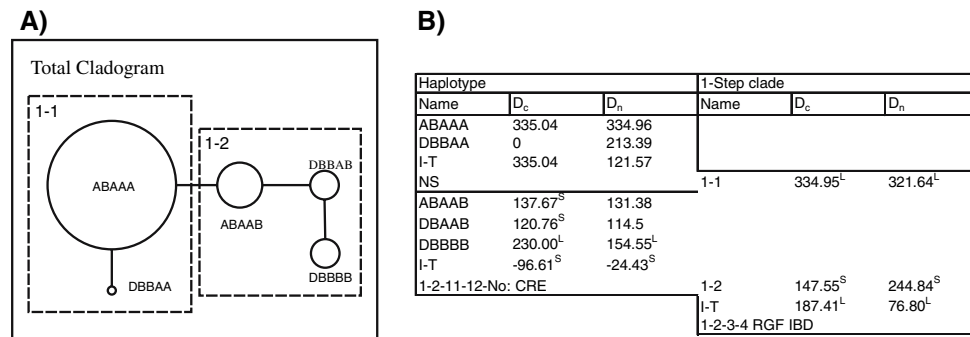 A)
B)
Total Cladogram
1-1
1-2
DBBAB
ABAAA
ABAAB
DBBBB
DBBAA
Haplotype 1-Step clade
Name Dc Dn Name Dc Dn
ABAAA 335.04 334.96
DBBAA 0 213.39
I-T 335.04 121.57
NS 1-1 334.95L 321.64L
ABAAB 137.67S 131.38
DBAAB 120.76S 114.5
DBBBB 230.00L 154.55L
I-T -96.61S -24.43S
1-2-11-12-No: CRE 1-2 147.55S 244.84S
I-T 187.41L 76.80L
1-2-3-4 RGF IBD